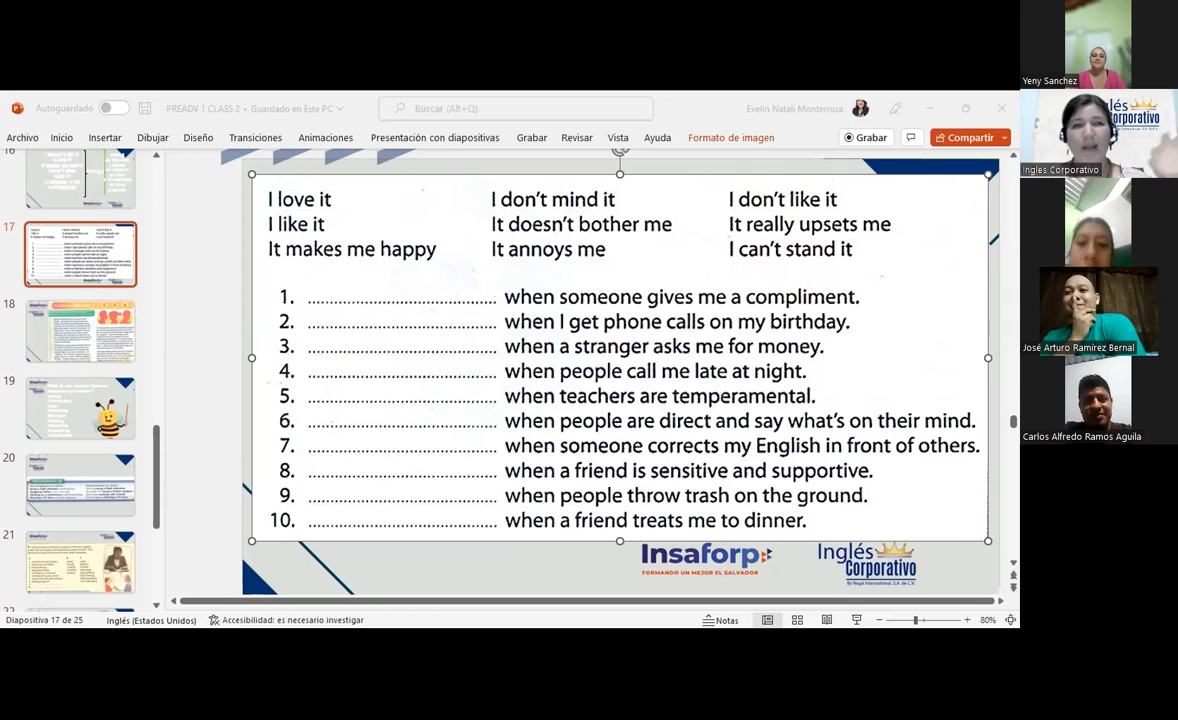 Autoguardado
PREADV 1 CLASS 2 • Guardado en Este PC
Buscar (Alt+Q)
Evelin Natali Monterroza
Archivo Inicio Insertar Dibujar Diseño Transiciones Animaciones Presentación con diapositivas Grabar Revisar Vista Ayuda Formato de imagen
Grabar
Compartir
16
17
18
19
20
21
22
I love it I don't mind it I don't like it
I like it It doesn't bother me It really upsets me
It makes me happy It annoys me I can't stand it
1. ............................................ when someone gives me a compliment.
2. ............................................ when I get phone calls on my birthday.
3. ............................................ when a stranger asks me for money.
4. ............................................ when people call me late at night.
5. ............................................ when teachers are temperamental.
6. ............................................ when people are direct and say what's on their mind.
7. ............................................ when someone corrects my English in front of others.
8. ............................................ when a friend is sensitive and supportive.
9. ............................................ when people throw trash on the ground.
10. ............................................ when a friend treats me to dinner.
Insaforp
FORMANDO UN MEJOR EL SALVADOR
Inglés
Corporativo
By Regal International, S.A. de C.V.
Diapositiva 17 de 25
Inglés (Estados Unidos)
Accesibilidad: es necesario investigar
Notas
80%
Yeny Sanchez
Ingles Corporativo
José Arturo Ramírez Bernal
Carlos Alfredo Ramos Aguila